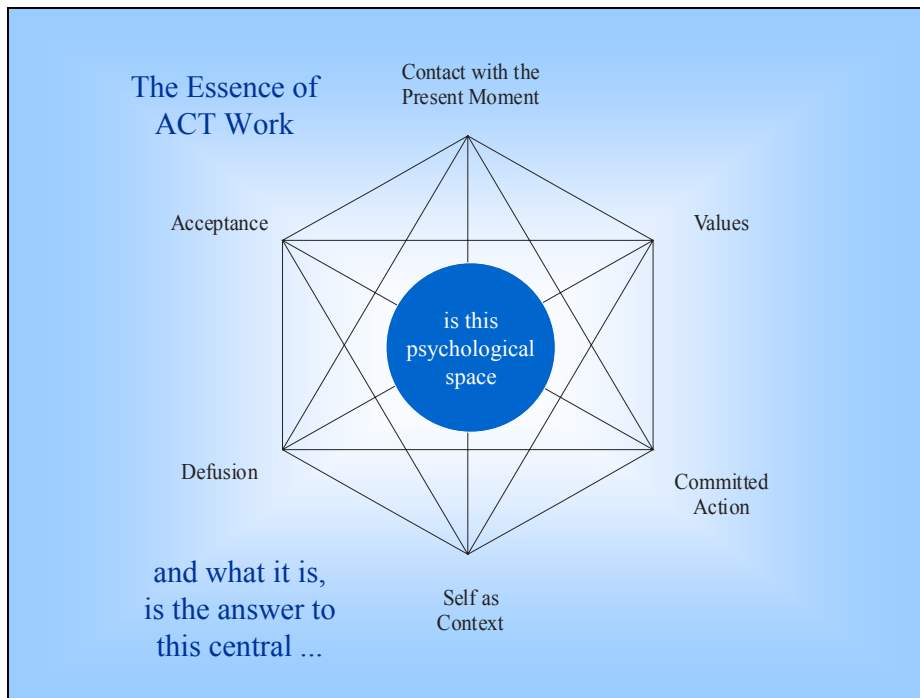 The Essence of
ACT Work
Contact with the
Present Moment
Acceptance
Values
is this
psychological
space
Defusion
Committed
Action
Self as
Context
and what it is,
is the answer to
this central ...